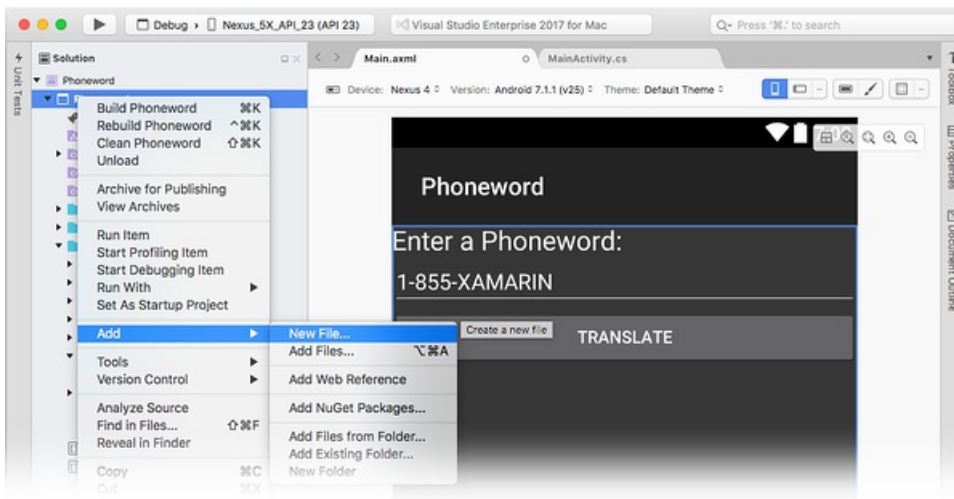 Debug › Nexus_5X_API_23 (API 23)
Visual Studio Enterprise 2017 for Mac
Press '⌘.' to search
Unit Tests
Solution
Phoneword
Main.axml
MainActivity.cs
Device: Nexus 4 Version: Android 7.1.1 (v25) Theme: Default Theme
Toolbox
Properties
Document Outline
Build Phoneword ⌘K
Rebuild Phoneword ^⌘K
Clean Phoneword ⇧⌘K
Unload
Archive for Publishing
View Archives
Run Item
Start Profiling Item
Start Debugging Item
Run With
Set As Startup Project
Add
Tools
Version Control
Analyze Source
Find in Files... ⇧⌘F
Reveal in Finder
Copy ⌘C
Cut ⌘X
New File...
Add Files... ⌥⌘A
Add Web Reference
Add NuGet Packages...
Add Files from Folder...
Add Existing Folder...
New Folder
Create a new file
Phoneword
Enter a Phoneword:
1-855-XAMARIN
TRANSLATE